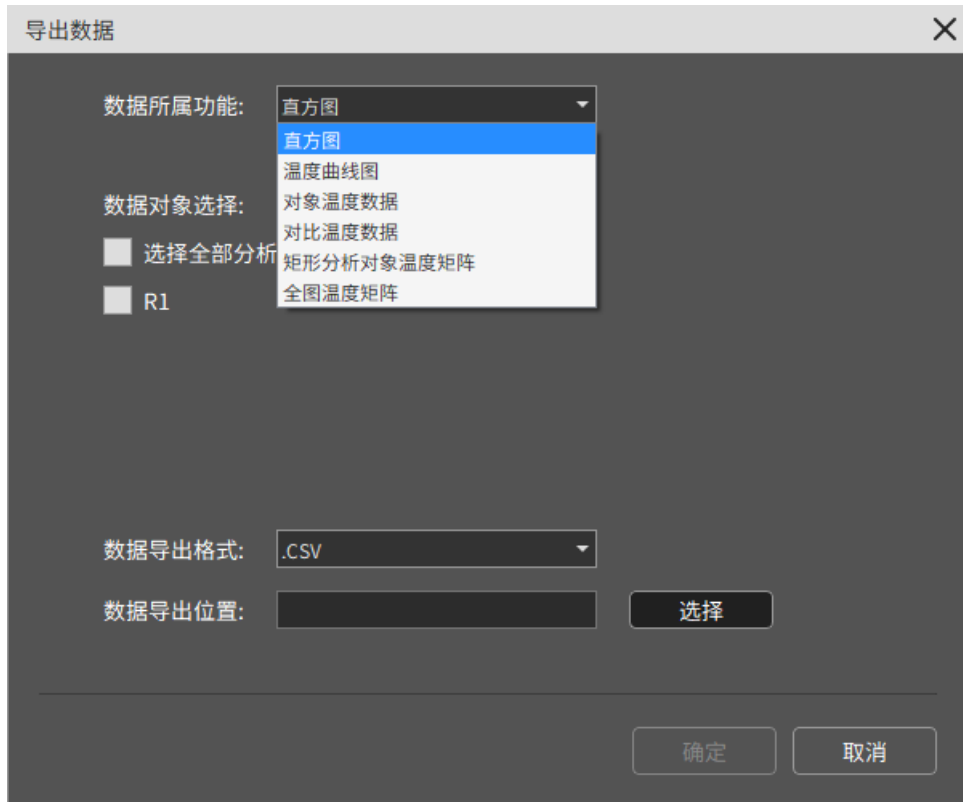 导出数据
数据所属功能: 直方图
直方图
温度曲线图
对象温度数据
对比温度数据
矩形分析对象温度矩阵
全图温度矩阵
数据对象选择:
选择全部分析
R1
数据导出格式: .CSV
数据导出位置: 选择
确定 取消